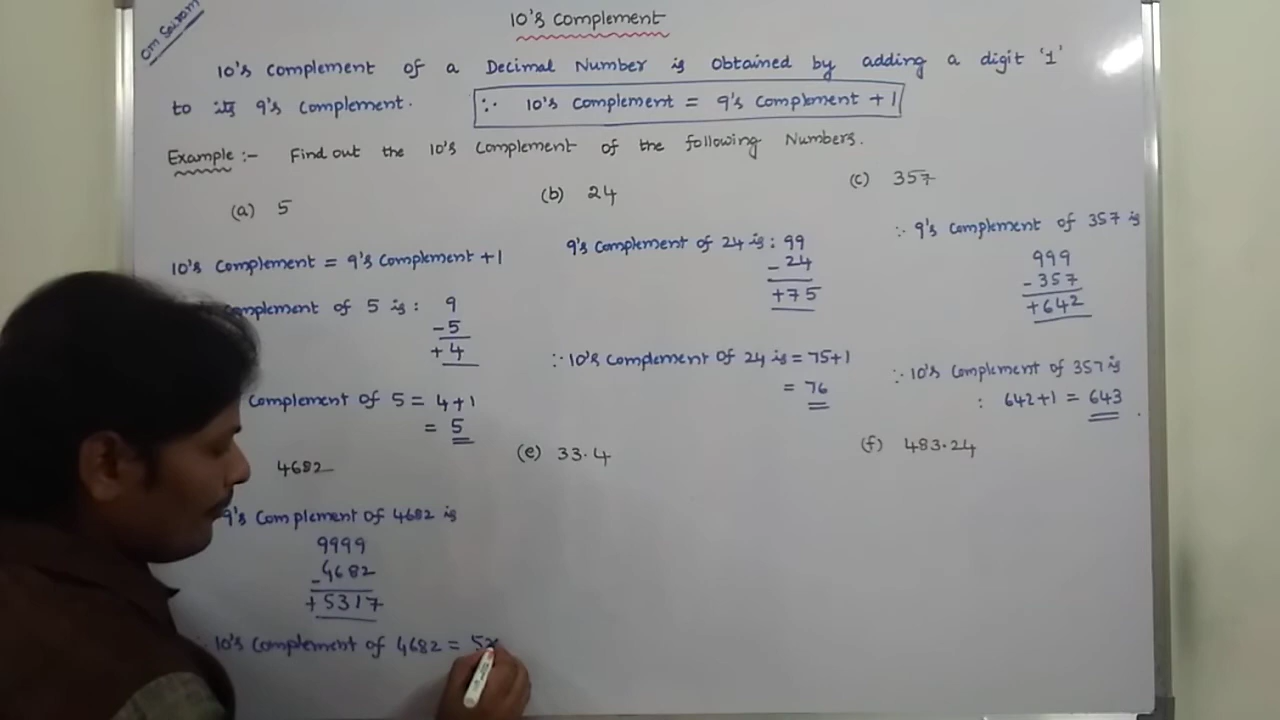 Om Sairam
10's Complement
10's Complement of a Decimal Number is Obtained by adding a digit '1'
to its 9's Complement. ∵ 10's Complement = 9's Complement + 1
Example :- Find out the 10's Complement of the following Numbers.
(a) 5
(b) 24
(c) 357
10's Complement = 9's Complement + 1
Complement of 5 is : 9
- 5
+ 4
Complement of 5 = 4+1
= 5
9's Complement of 24 is : 99
- 24
+75
∵ 10's Complement of 24 is = 75+1
= 76
∵ 9's Complement of 357 is
999
- 357
+642
∵ 10's Complement of 357 is
: 642+1 = 643
4682
9's Complement of 4682 is
9999
- 4682
+5317
10's Complement of 4682 = 5
(e) 33.4
(f) 483.24